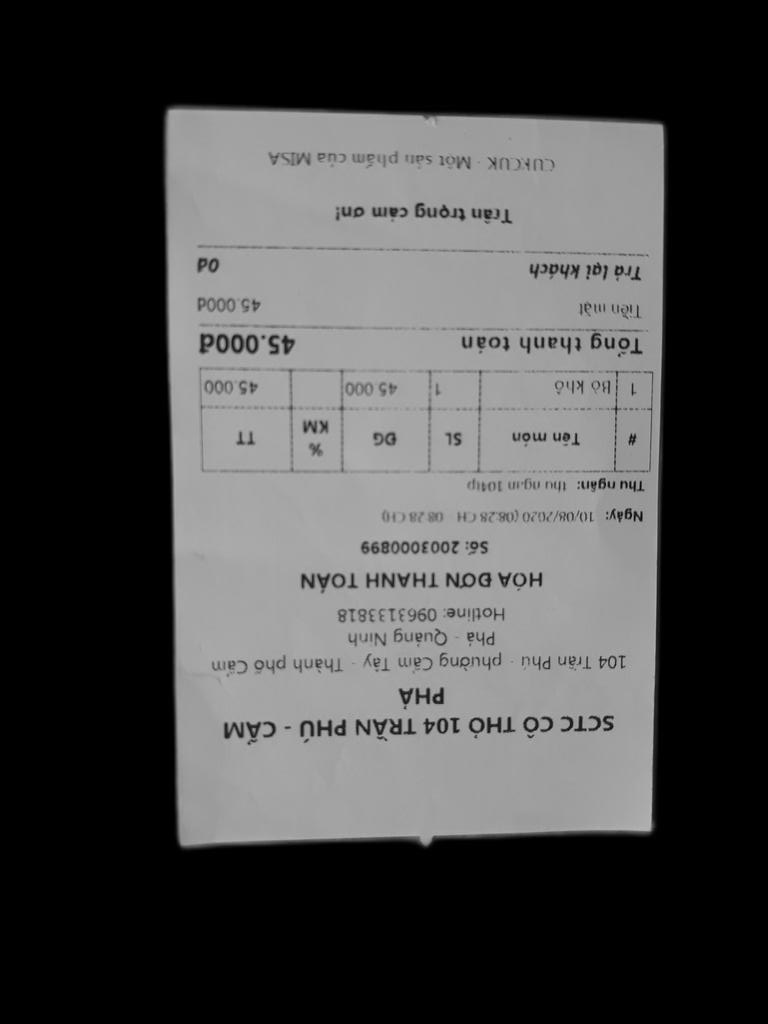 SCTC CÔ THỎ 104 TRẦN PHÚ - CẨM
PHẢ
104 Trần Phú - phường Cẩm Tây - Thành phố Cẩm
Phả - Quảng Ninh
Hotline: 0963133818
HÓA ĐƠN THANH TOÁN
Số: 2003000899
Ngày: 10/08/2020 (08:28 CH - 08:28 CH)
Thu ngân: thu ngan 104tp
# Tên món SL ĐG % KM TT
1 Bò khô 1 45.000 45.000
Tổng thanh toán 45.000đ
Tiền mặt 45.000đ
Trả lại khách 0đ
Trân trọng cảm ơn!
CUKCUK - Một sản phẩm của MISA